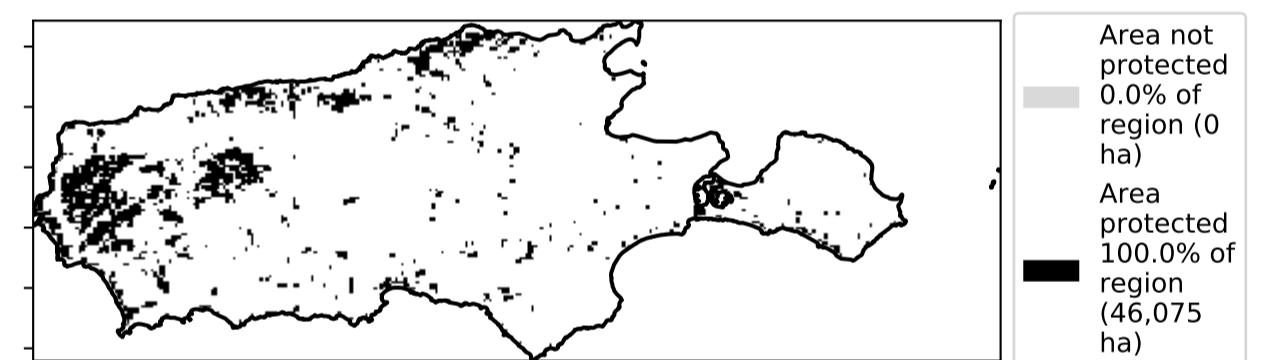 Area not
protected
0.0% of
region (0
ha)
Area
protected
100.0% of
region
(46,075
ha)